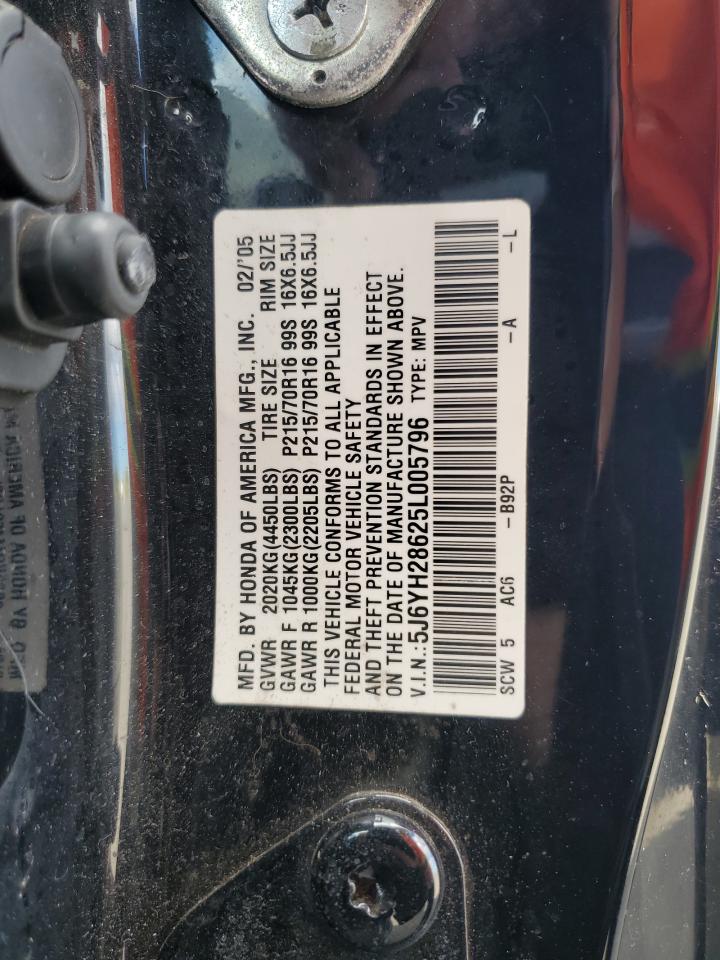 MFD. BY HONDA OF AMERICA MFG., INC. 02/'05
GVWR 2020KG(4450LBS) TIRE SIZE RIM SIZE
GAWR F 1045KG(2300LBS) P215/70R16 99S 16X6.5JJ
GAWR R 1000KG(2205LBS) P215/70R16 99S 16X6.5JJ
THIS VEHICLE CONFORMS TO ALL APPLICABLE
FEDERAL MOTOR VEHICLE SAFETY
AND THEFT PREVENTION STANDARDS IN EFFECT
ON THE DATE OF MANUFACTURE SHOWN ABOVE.
V.I.N.:5J6YH28625L005796 TYPE: MPV
SCW 5 AC6 -B92P -A -L